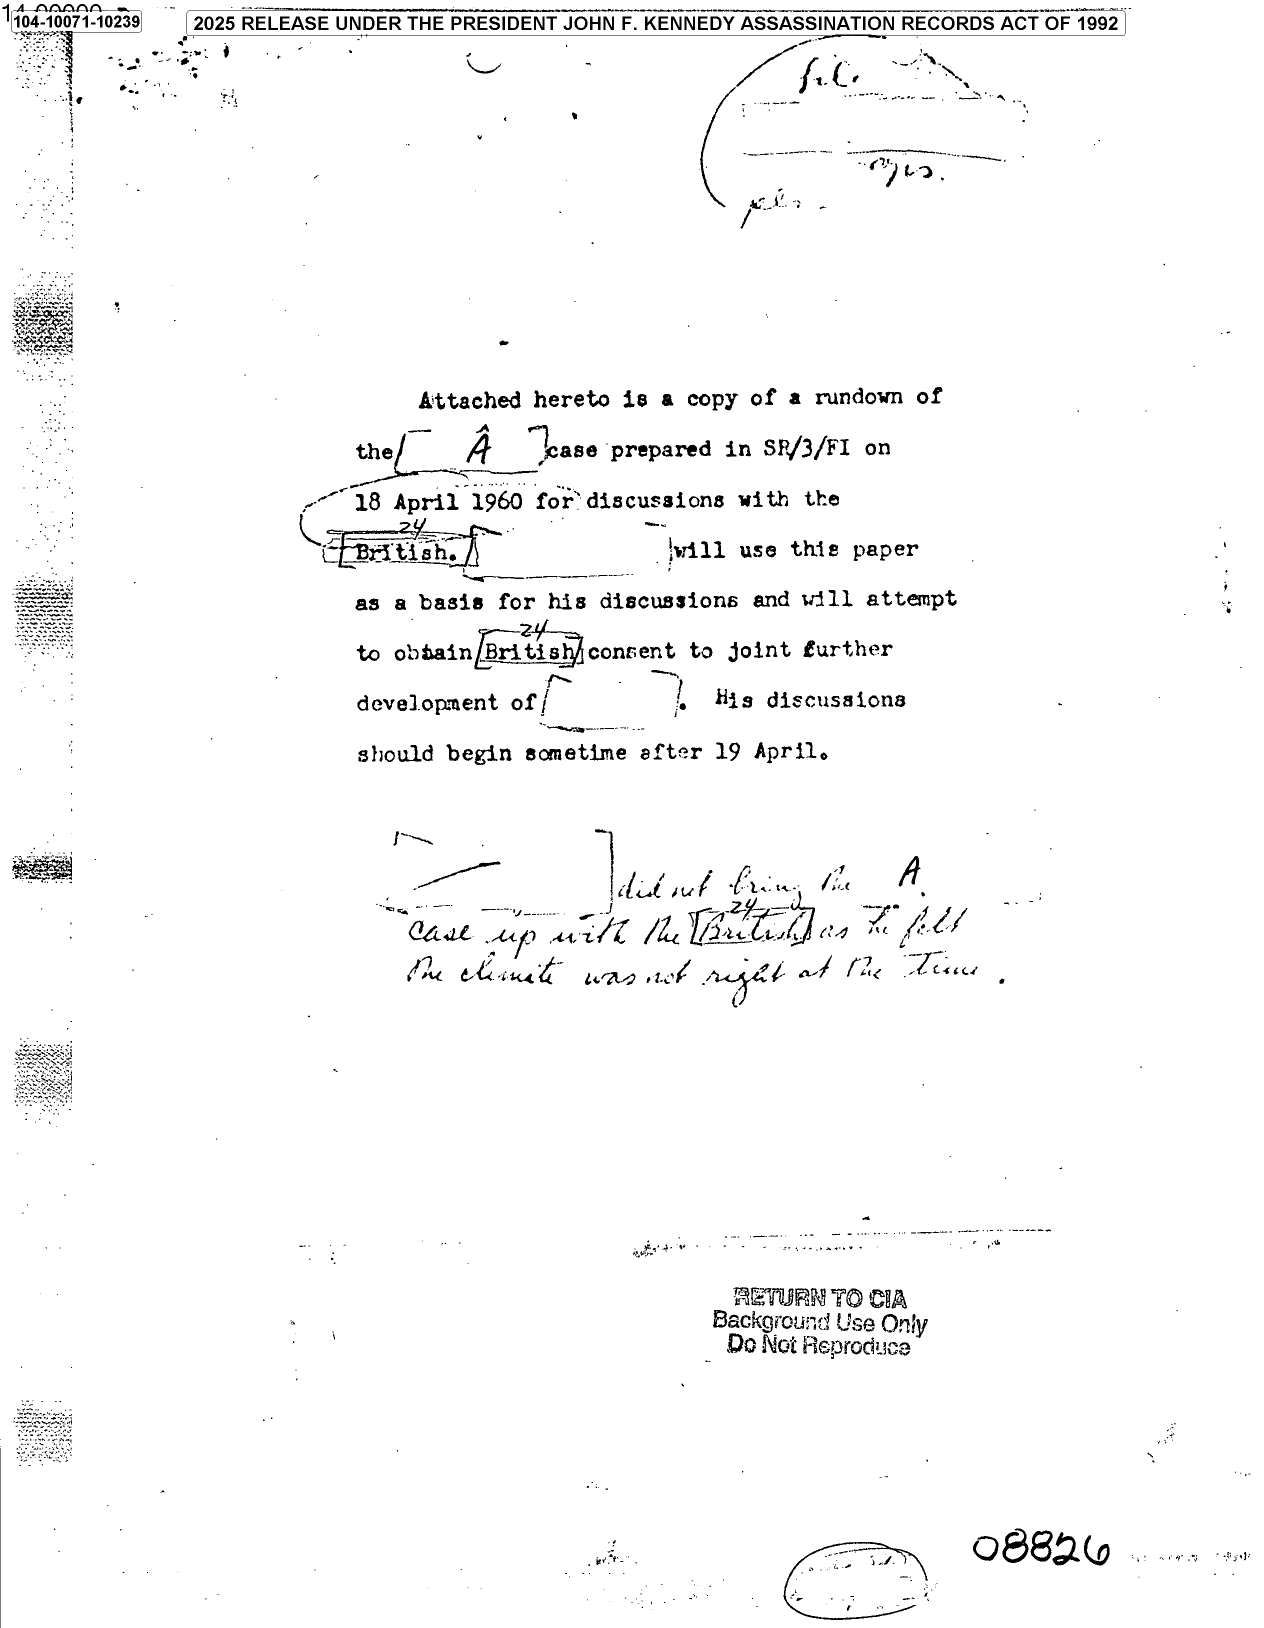 104-10071-10239
2025 RELEASE UNDER THE PRESIDENT JOHN F. KENNEDY ASSASSINATION RECORDS ACT OF 1992
Attached hereto is a copy of a rundown of
the [ A ] case prepared in SR/3/FI on
18 April 1960 for discussions with the
24
[British.] [ ] will use this paper
as a basis for his discussions and will attempt
24
to obtain [British] consent to joint further
development of [ ]. His discussions
should begin sometime after 19 April.
[ ] did not bring the A
24
case up with the [British] as he felt
the climate was not right at the time.
RETURN TO CIA
Background Use Only
Do Not Reproduce
08826